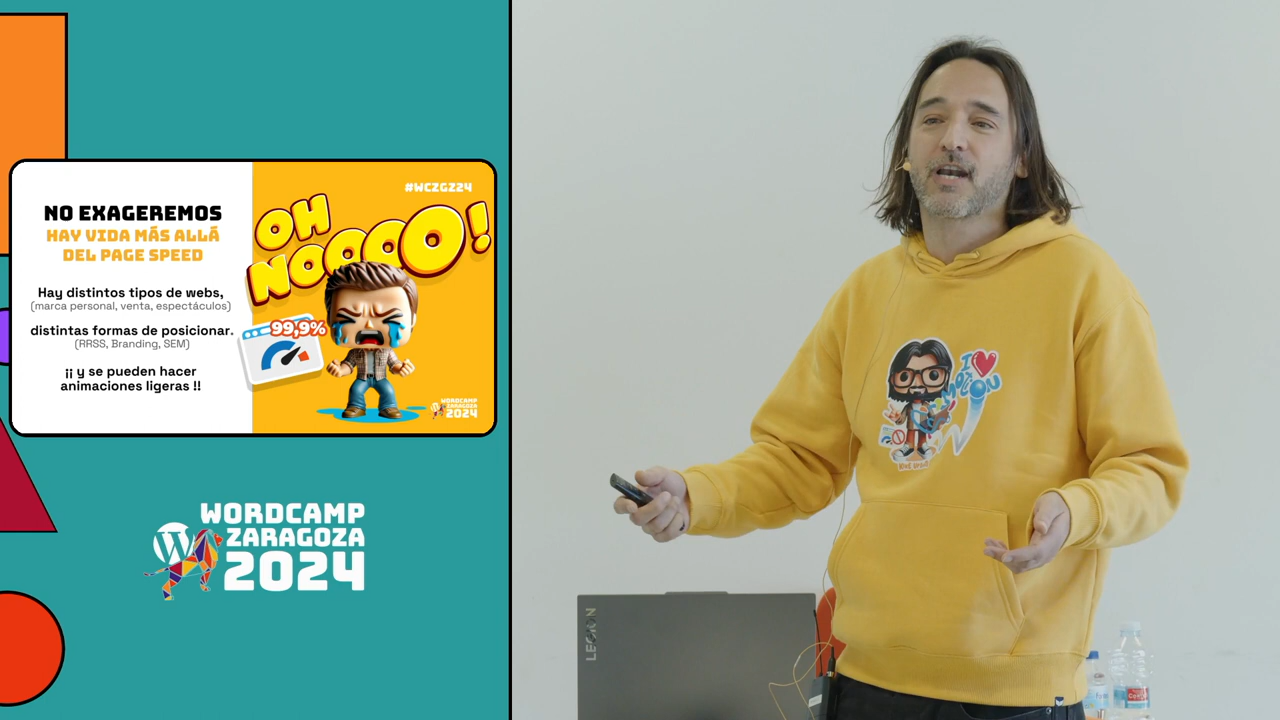 #WCZGZ24
NO EXAGEREMOS
HAY VIDA MÁS ALLÁ
DEL PAGE SPEED
Hay distintos tipos de webs,
(marca personal, venta, espectáculos)
distintas formas de posicionar.
(RRSS, Branding, SEM)
¡¡ y se pueden hacer
animaciones ligeras !!
OH
NOOOO!
99,9%
WORDCAMP
ZARAGOZA
2024
WORDCAMP
ZARAGOZA
2024
I
MOTION
LEGION